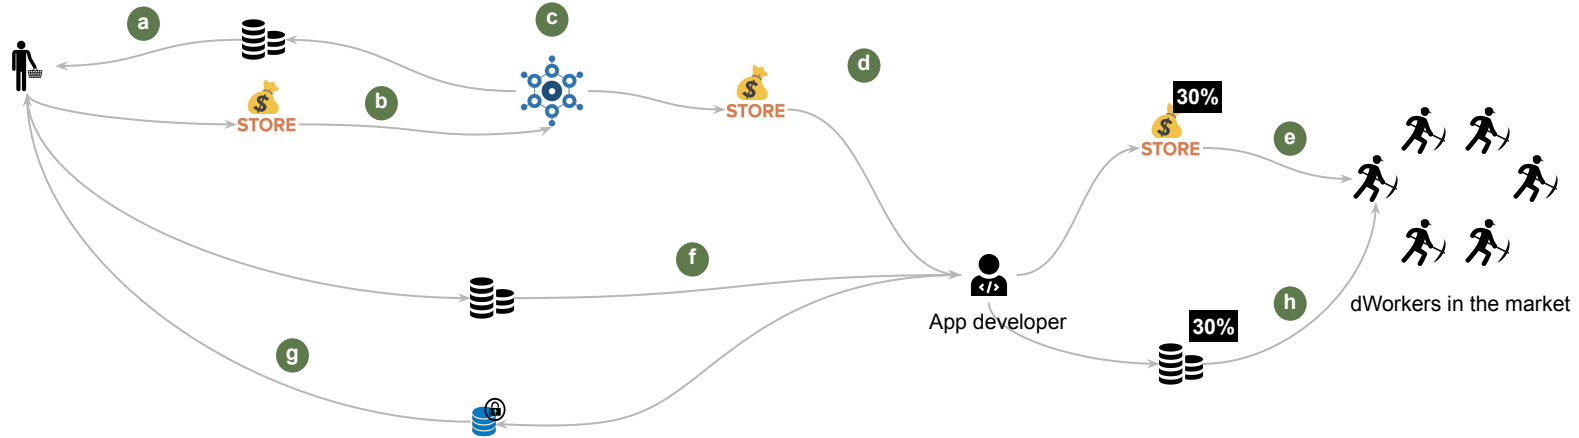 a
c
d
b
$
STORE
$
STORE
30%
$
STORE
e
f
</>
App developer
h
dWorkers in the market
30%
g